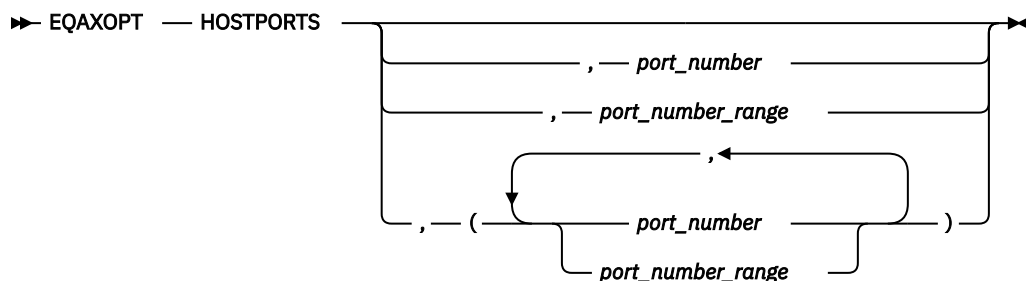 EQAXOPT HOSTPORTS
, port_number
, port_number_range
,
, ( port_number )
port_number_range